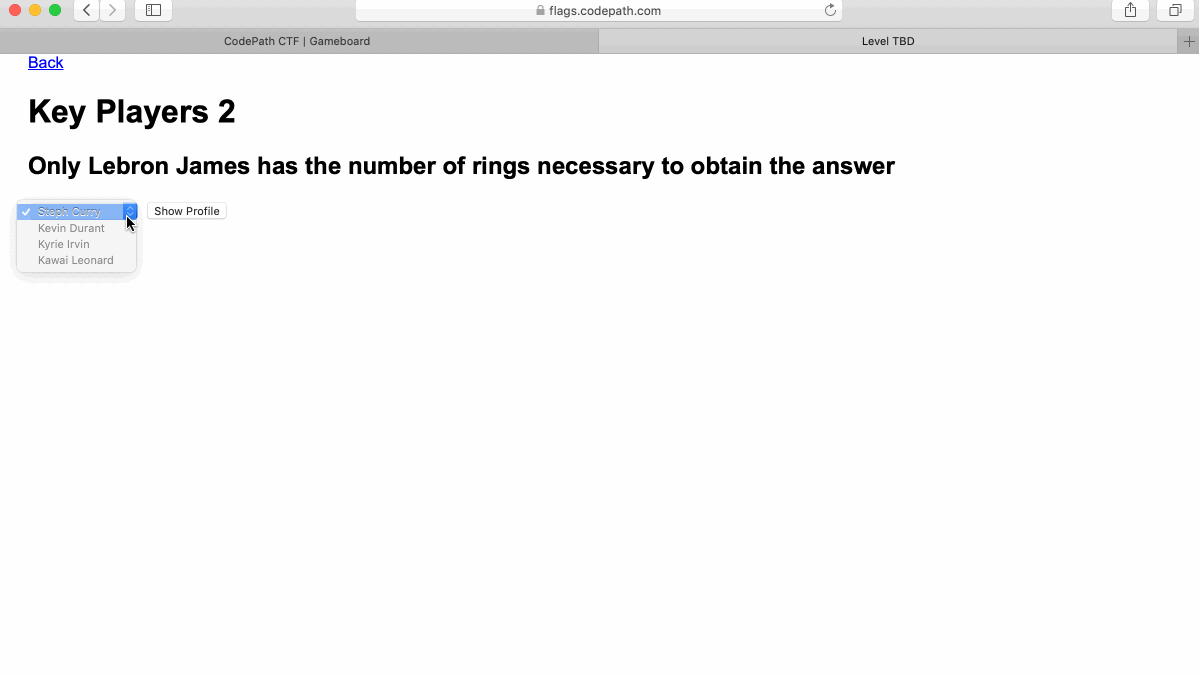 flags.codepath.com
CodePath CTF | Gameboard
Level TBD
Back
Key Players 2
Only Lebron James has the number of rings necessary to obtain the answer
Steph Curry
Show Profile
Kevin Durant
Kyrie Irvin
Kawai Leonard